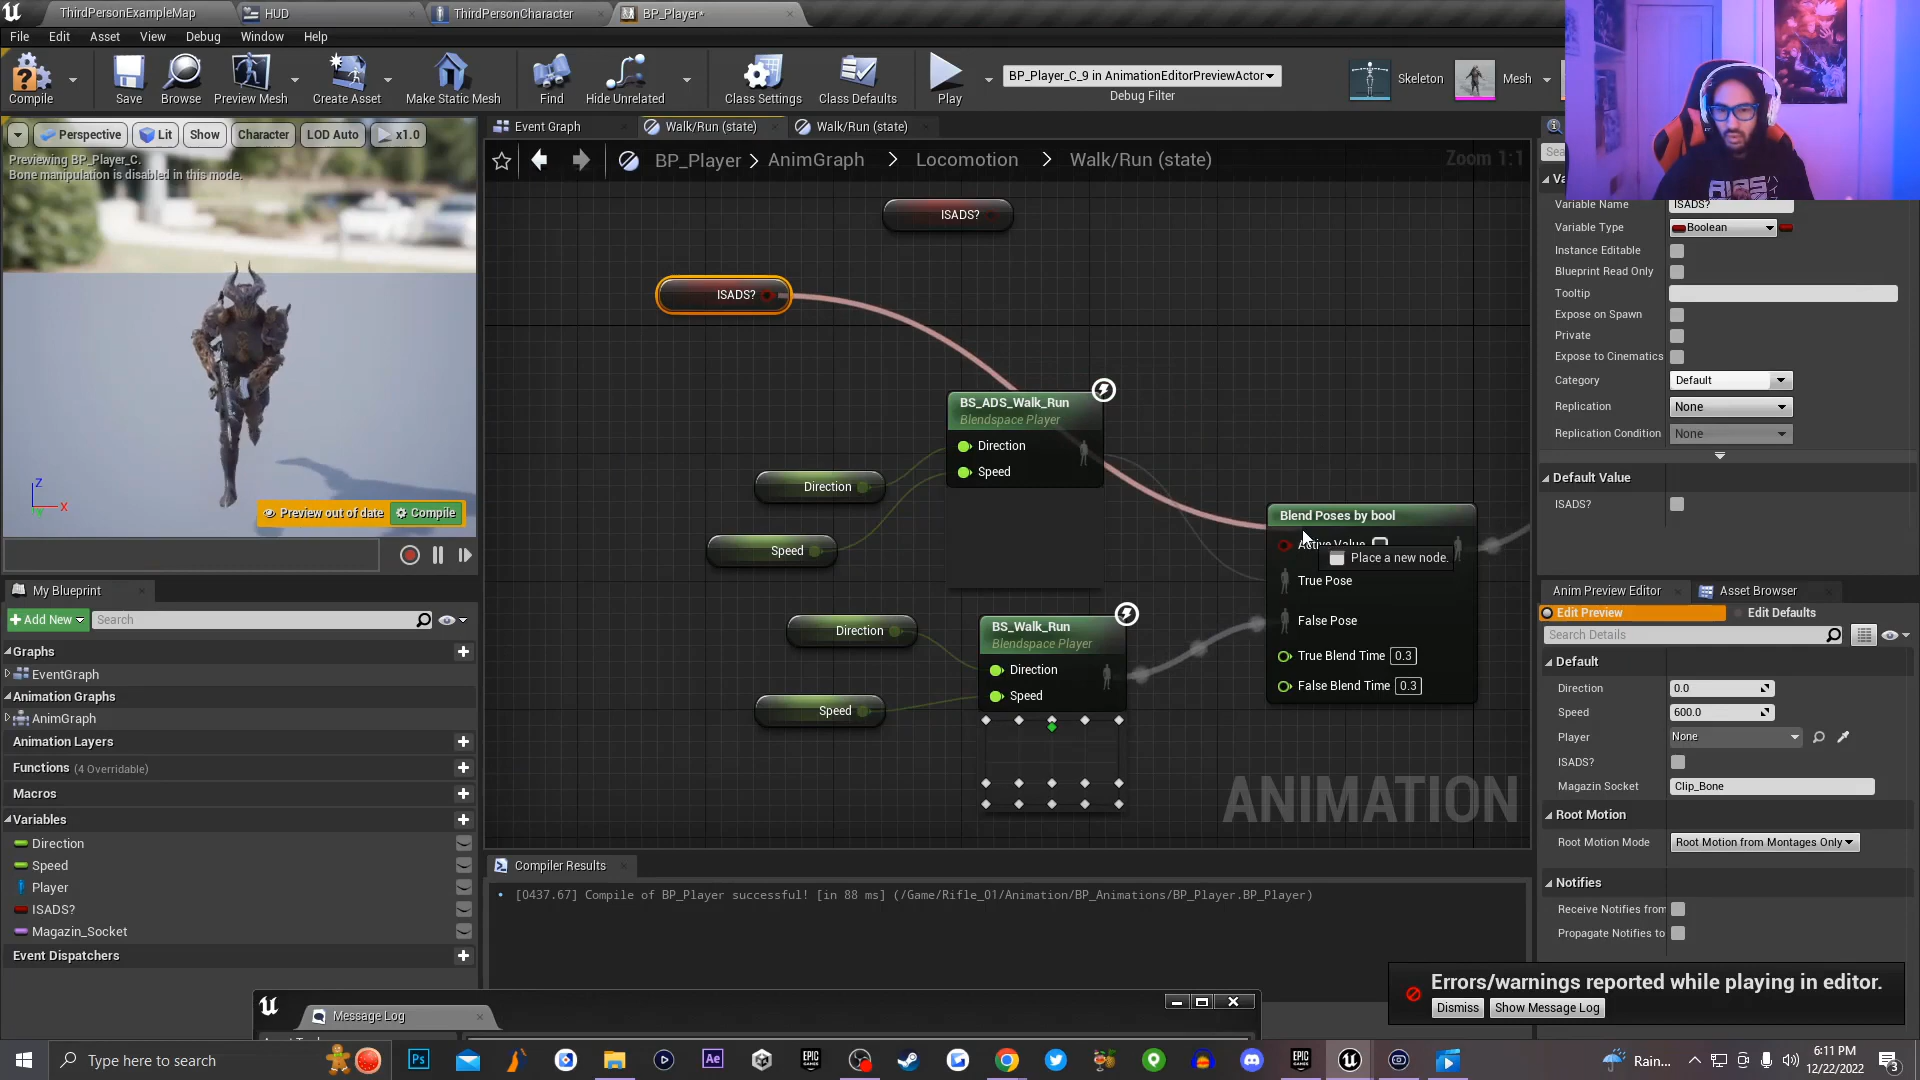 ThirdPersonExampleMap
HUD
ThirdPersonCharacter
BP_Player*
File
Edit
Asset
View
Debug
Window
Help
Compile
Save
Browse
Preview Mesh
Create Asset
Make Static Mesh
Find
Hide Unrelated
Class Settings
Class Defaults
Play
BP_Player_C_9 in AnimationEditorPreviewActor
Debug Filter
Skeleton
Mesh
Perspective
Lit
Show
Character
LOD Auto
x1.0
Previewing BP_Player_C.
Bone manipulation is disabled in this mode.
Z
X
Preview out of date
Compile
Event Graph
Walk/Run (state)
Walk/Run (state)
BP_Player
AnimGraph
Locomotion
Walk/Run (state)
Zoom 1:1
ISADS?
ISADS?
BS_ADS_Walk_Run
Blendspace Player
Direction
Speed
Direction
Speed
Direction
Speed
BS_Walk_Run
Blendspace Player
Direction
Speed
Blend Poses by bool
Active Value
Place a new node.
True Pose
False Pose
True Blend Time 0.3
False Blend Time 0.3
ANIMATION
My Blueprint
Add New
Search
Graphs
EventGraph
Animation Graphs
AnimGraph
Animation Layers
Functions (4 Overridable)
Macros
Variables
Direction
Speed
Player
ISADS?
Magazin_Socket
Event Dispatchers
Compiler Results
[0437.67] Compile of BP_Player successful! [in 88 ms] (/Game/Rifle_01/Animation/BP_Animations/BP_Player.BP_Player)
Message Log
Variable Name
ISADS?
Variable Type
Boolean
Instance Editable
Blueprint Read Only
Tooltip
Expose on Spawn
Private
Expose to Cinematics
Category
Default
Replication
None
Replication Condition
None
Default Value
ISADS?
Anim Preview Editor
Asset Browser
Edit Preview
Edit Defaults
Search Details
Default
Direction
0.0
Speed
600.0
Player
None
ISADS?
Magazin Socket
Clip_Bone
Root Motion
Root Motion Mode
Root Motion from Montages Only
Notifies
Receive Notifies from
Propagate Notifies to
Errors/warnings reported while playing in editor.
Dismiss
Show Message Log
Type here to search
Ps
Ae
EPIC GAMES
EPIC GAMES
Rain...
6:11 PM
12/22/2022
3